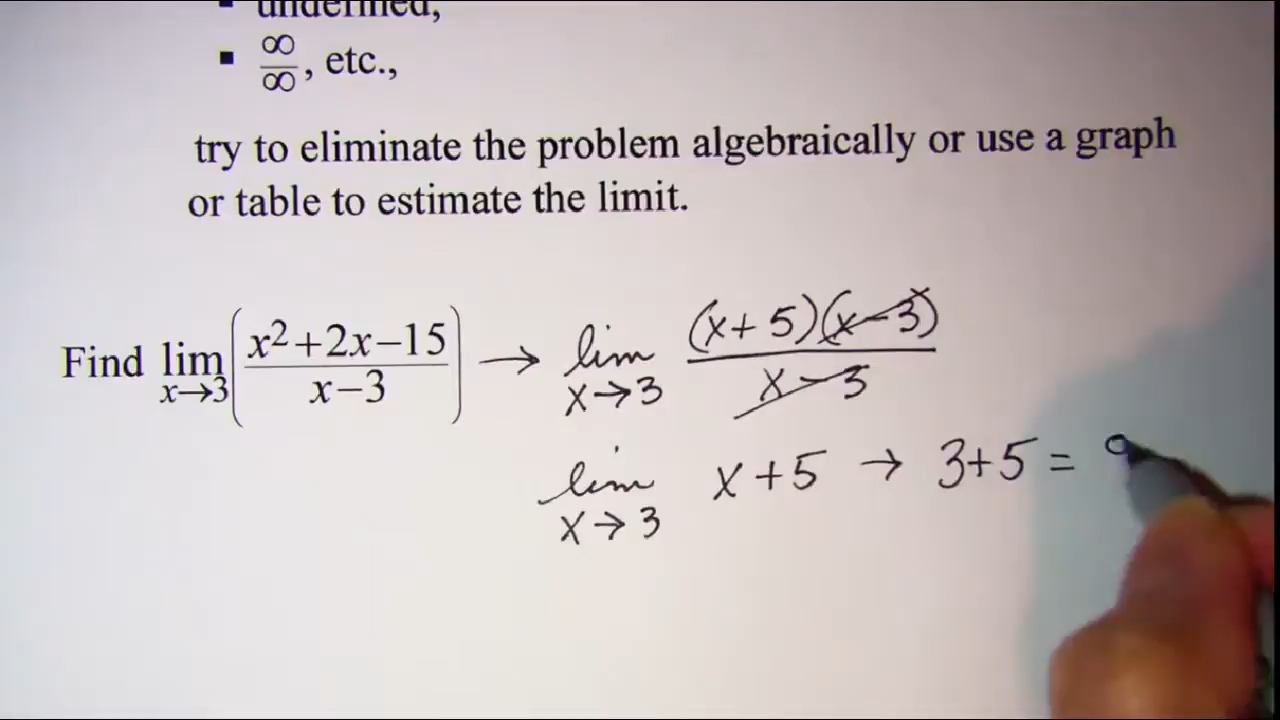 ▪ undefined,
▪ ∞/∞, etc.,
try to eliminate the problem algebraically or use a graph
or table to estimate the limit.
Find lim x→3 (x²+2x−15 / x−3) → lim x→3 (x+5)(x−3) / x−3
lim x→3 x+5 → 3+5 =